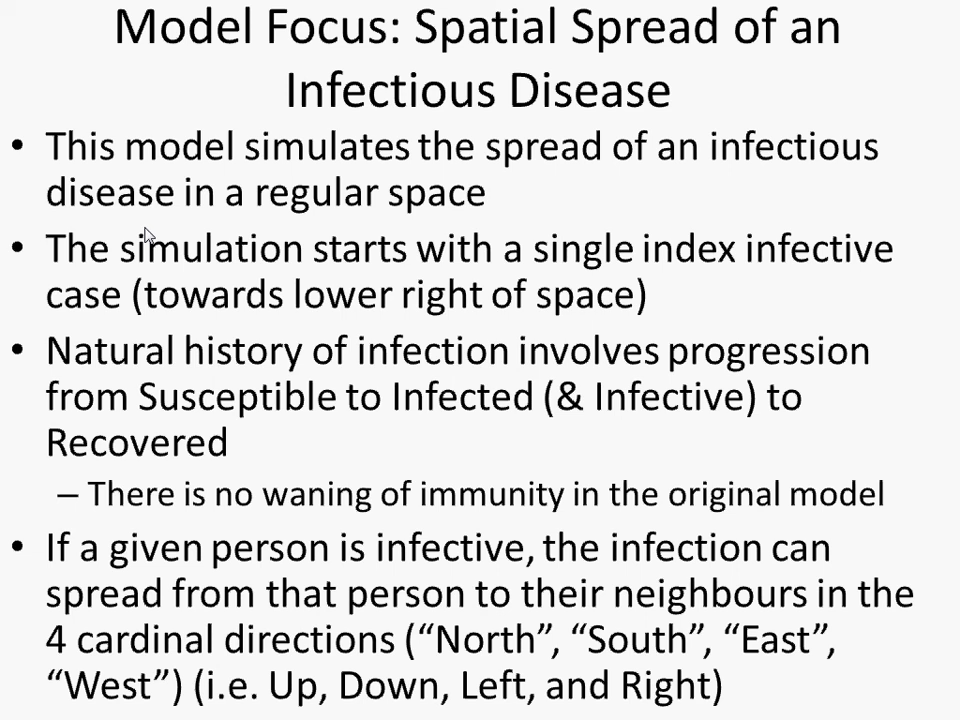 Model Focus: Spatial Spread of an
Infectious Disease
• This model simulates the spread of an infectious
disease in a regular space
• The simulation starts with a single index infective
case (towards lower right of space)
• Natural history of infection involves progression
from Susceptible to Infected (& Infective) to
Recovered
– There is no waning of immunity in the original model
• If a given person is infective, the infection can
spread from that person to their neighbours in the
4 cardinal directions (“North”, “South”, “East”,
“West”) (i.e. Up, Down, Left, and Right)